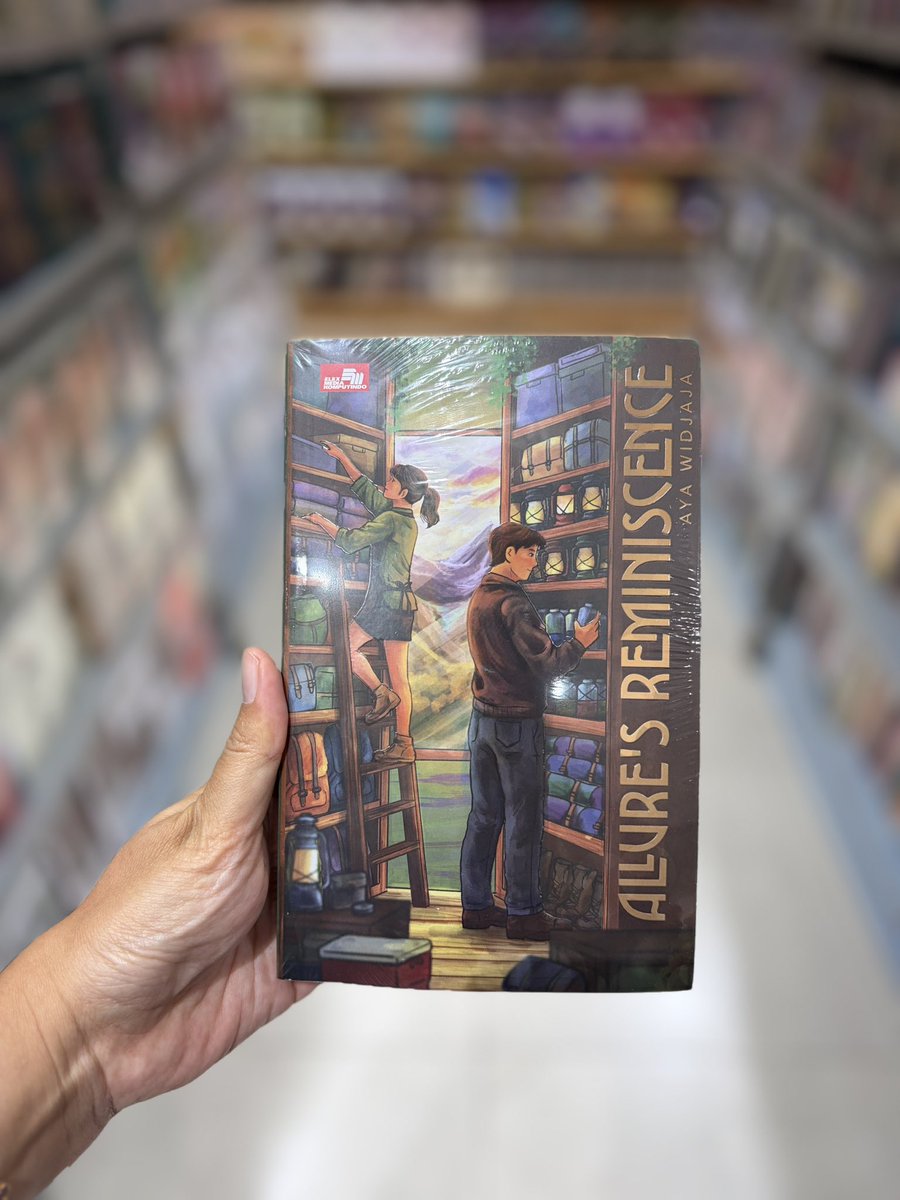 ELEX
MEDIA
KOMPUTINDO
ALLURE'S REMINISCENCE
AYA WIDJAJA